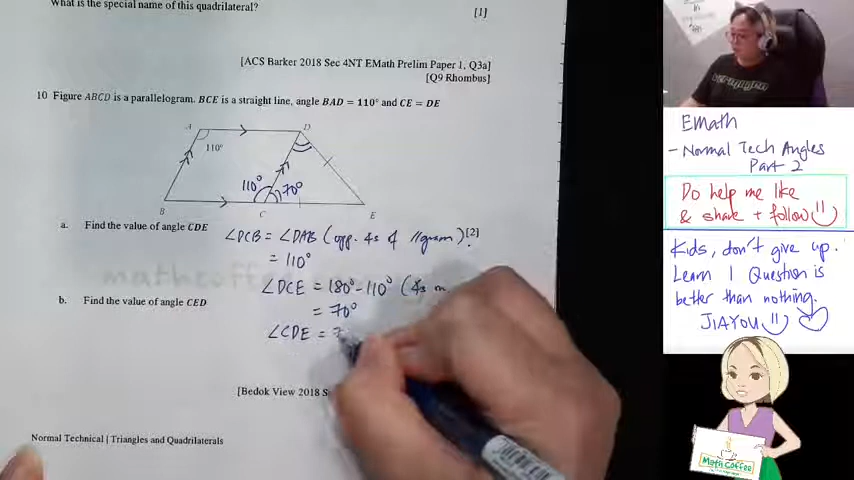 What is the special name of this quadrilateral?
[1]
[ACS Barker 2018 Sec 4NT EMath Prelim Paper 1, Q3a]
[Q9 Rhombus]
10 Figure ABCD is a parallelogram. BCE is a straight line, angle BAD = 110° and CE = DE
A D
110°
110° 70°
B C E
a. Find the value of angle CDE
[2]
∠DCB = ∠DAB (opp. ∠s of //gram)
= 110°
∠DCE = 180° - 110° (∠s
= 70°
b. Find the value of angle CED
∠CDE =
[Bedok View 2018 S
Normal Technical | Triangles and Quadrilaterals
EMath
- Normal Tech Angles
Part 2
Do help me like
& share + follow
Kids, don't give up.
Learn 1 Question is
better than nothing.
JIAYOU
Math Coffee